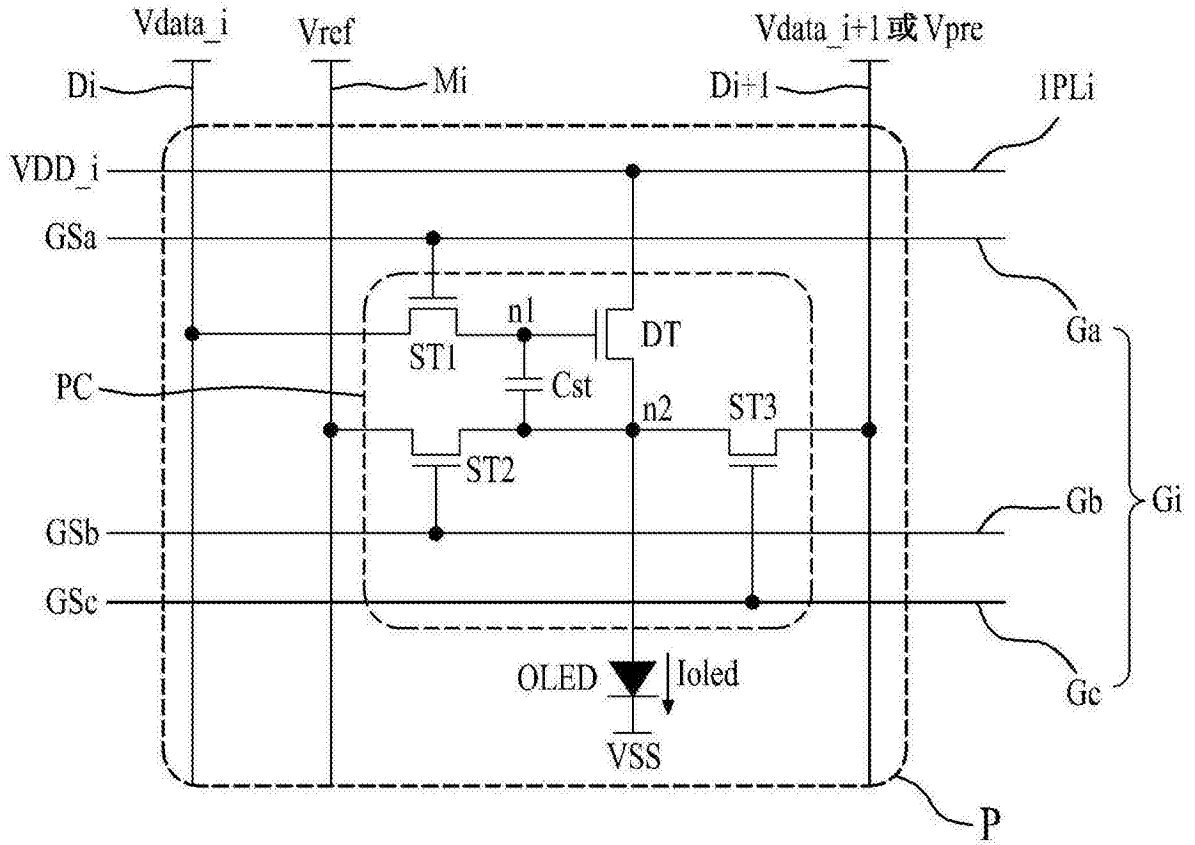 Vdata_i
Vref
Vdata_i+1或Vpre
Di
Mi
Di+1
1PLi
VDD_i
GSa
n1
DT
Ga
ST1
PC
Cst
n2
ST3
ST2
GSb
Gb
Gi
GSc
OLED
Ioled
Gc
VSS
P